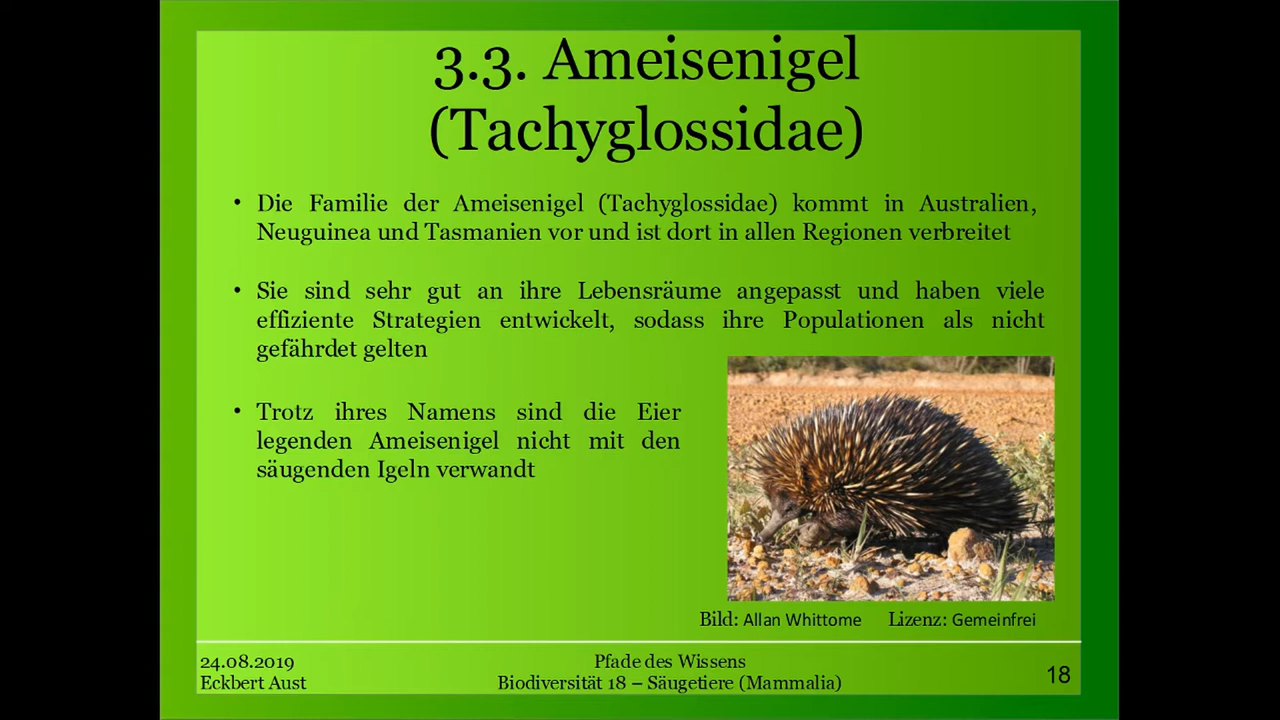 3.3. Ameisenigel
(Tachyglossidae)
• Die Familie der Ameisenigel (Tachyglossidae) kommt in Australien,
Neuguinea und Tasmanien vor und ist dort in allen Regionen verbreitet
• Sie sind sehr gut an ihre Lebensräume angepasst und haben viele
effiziente Strategien entwickelt, sodass ihre Populationen als nicht
gefährdet gelten
• Trotz ihres Namens sind die Eier
legenden Ameisenigel nicht mit den
säugenden Igeln verwandt
Bild: Allan Whittome Lizenz: Gemeinfrei
24.08.2019
Eckbert Aust
Pfade des Wissens
Biodiversität 18 – Säugetiere (Mammalia)
18